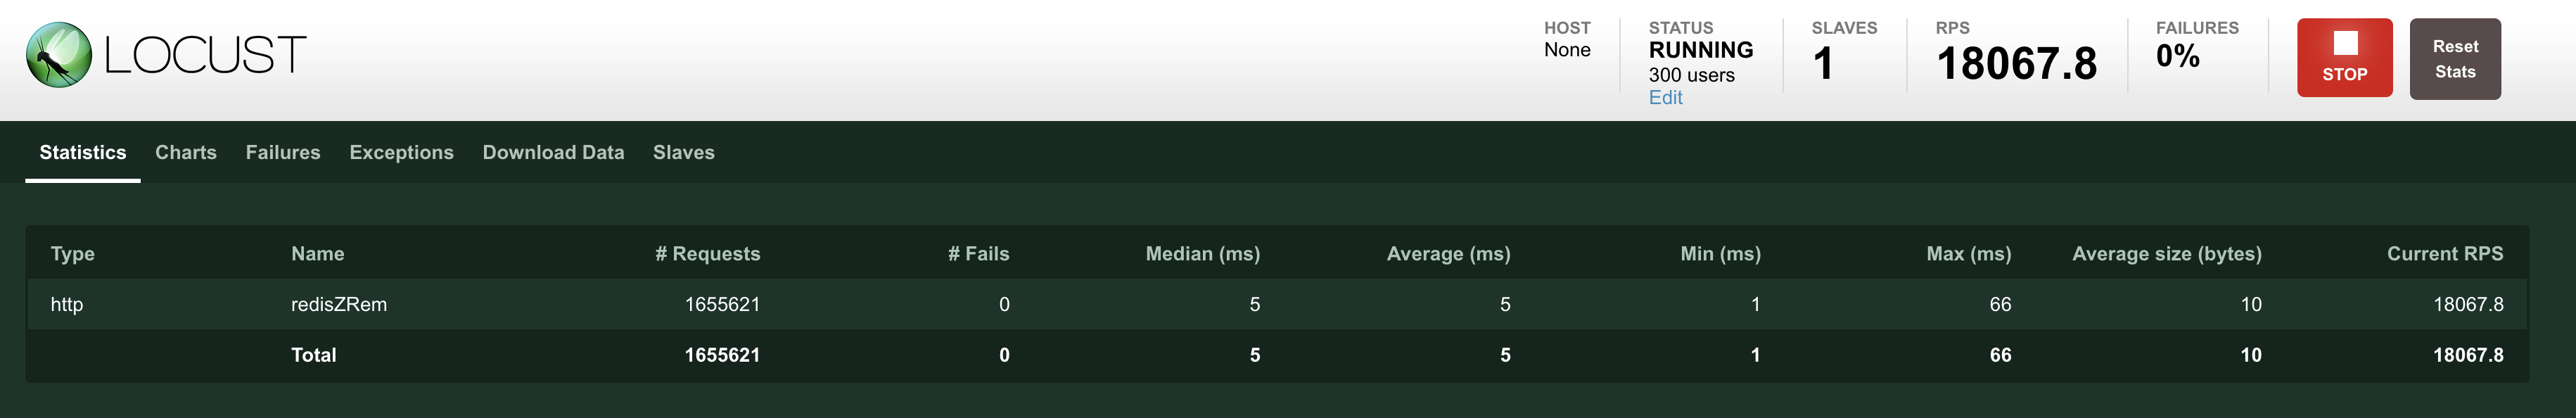 LOCUST
HOST
None
STATUS
RUNNING
300 users
Edit
SLAVES
1
RPS
18067.8
FAILURES
0%
STOP
Reset
Stats
Statistics Charts Failures Exceptions Download Data Slaves
Type Name # Requests # Fails Median (ms) Average (ms) Min (ms) Max (ms) Average size (bytes) Current RPS
http redisZRem 1655621 0 5 5 1 66 10 18067.8
Total 1655621 0 5 5 1 66 10 18067.8